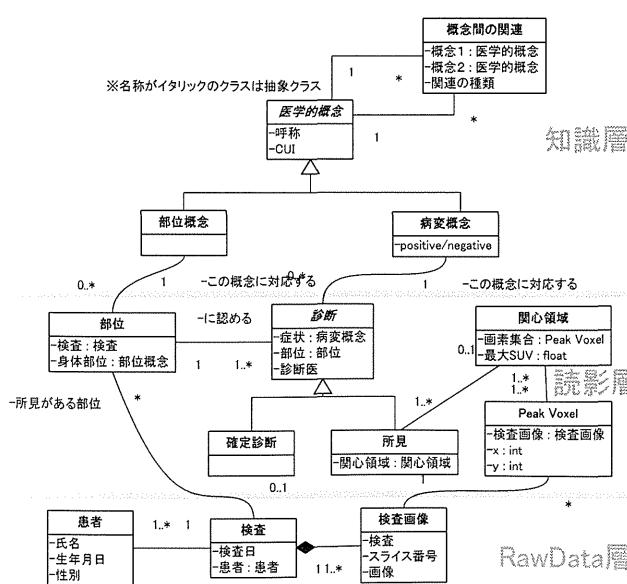 概念間の関連
-概念1:医学的概念
-概念2:医学的概念
-関連の種類
1
*
※名称がイタリックのクラスは抽象クラス
医学的概念
-呼称
-CUI
1
*
知識層
部位概念
病変概念
-positive/negative
0..*
1
-この概念に対応する
0..*
1
-この概念に対応する
部位
-検査:検査
-身体部位:部位概念
-に認める
1
1..*
診断
-症状:病変概念
-部位:部位
-診断医
関心領域
-画素集合:Peak Voxel
-最大SUV:float
0..1
1..*
1..*
読影層
-所見がある部位
*
1..*
Peak Voxel
-検査画像:検査画像
-x:int
-y:int
確定診断
所見
-関心領域:関心領域
0..1
1
*
患者
-氏名
-生年月日
-性別
1..*
1
検査
-検査日
-患者:患者
1
1..*
検査画像
-検査
-スライス番号
-画像
RawData層